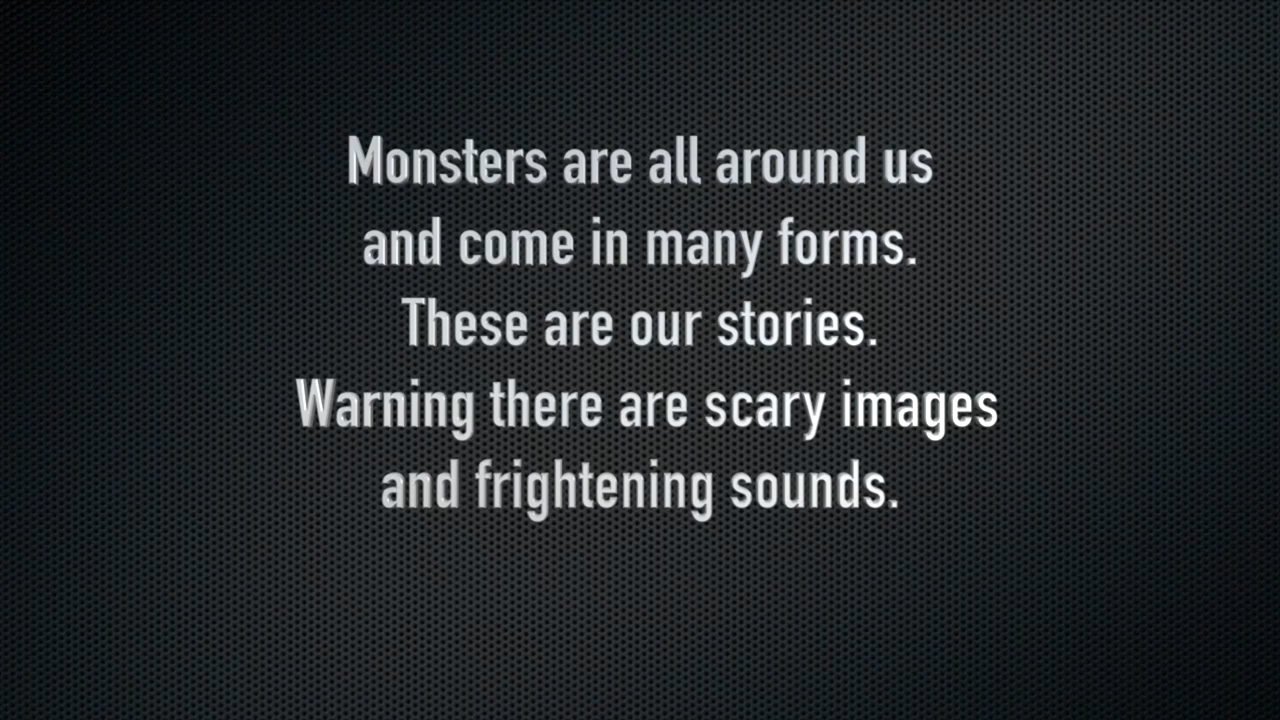 Monsters are all around us
and come in many forms.
These are our stories.
Warning there are scary images
and frightening sounds.